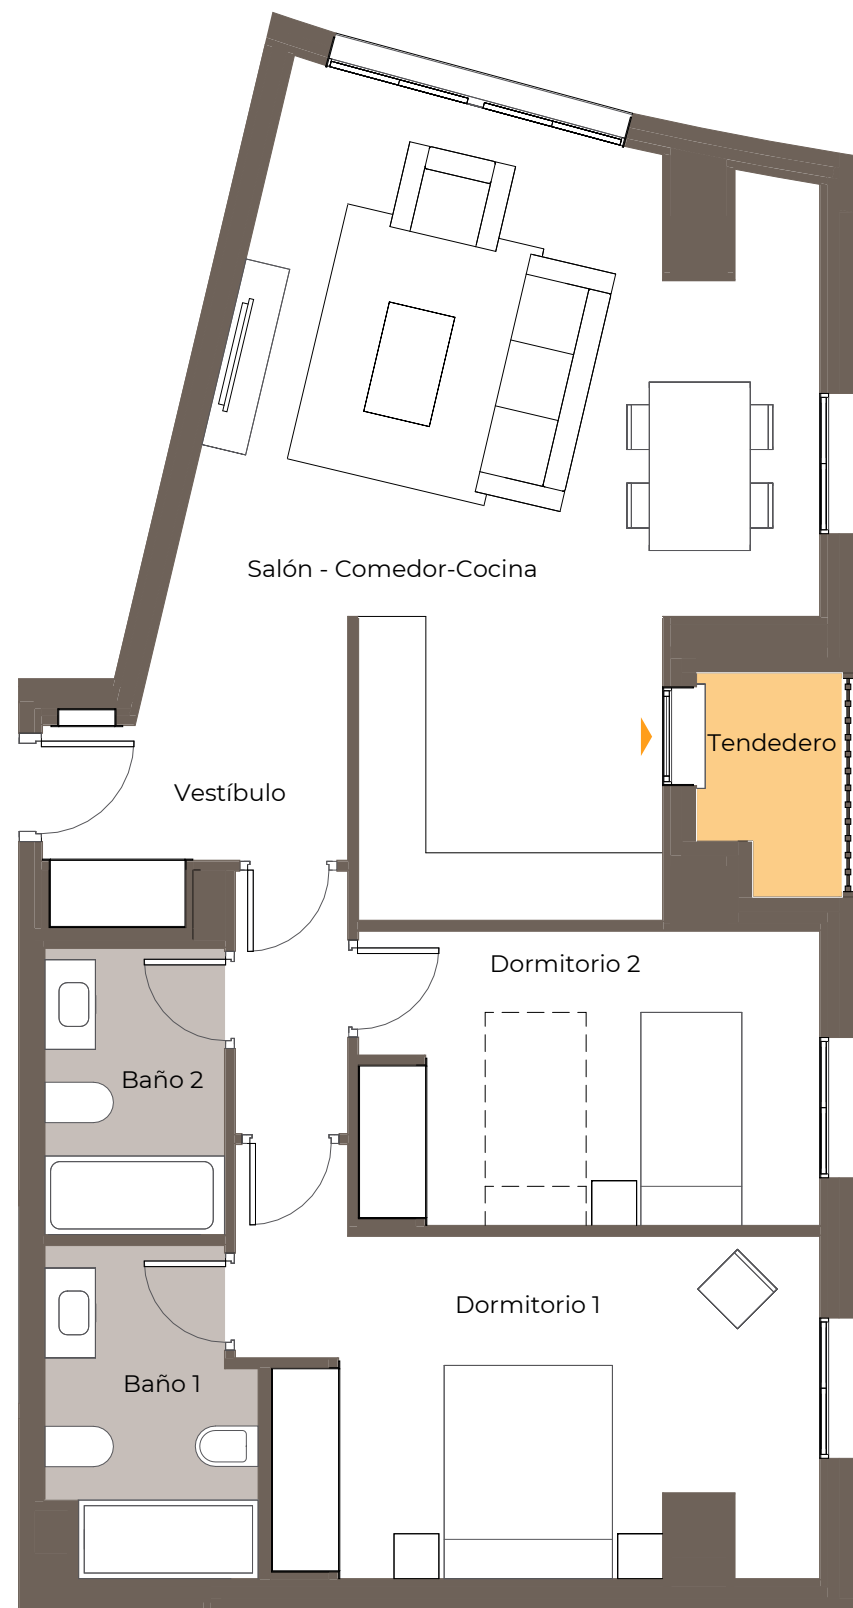 Salón - Comedor-Cocina
Tendedero
Vestíbulo
Dormitorio 2
Baño 2
Dormitorio 1
Baño 1